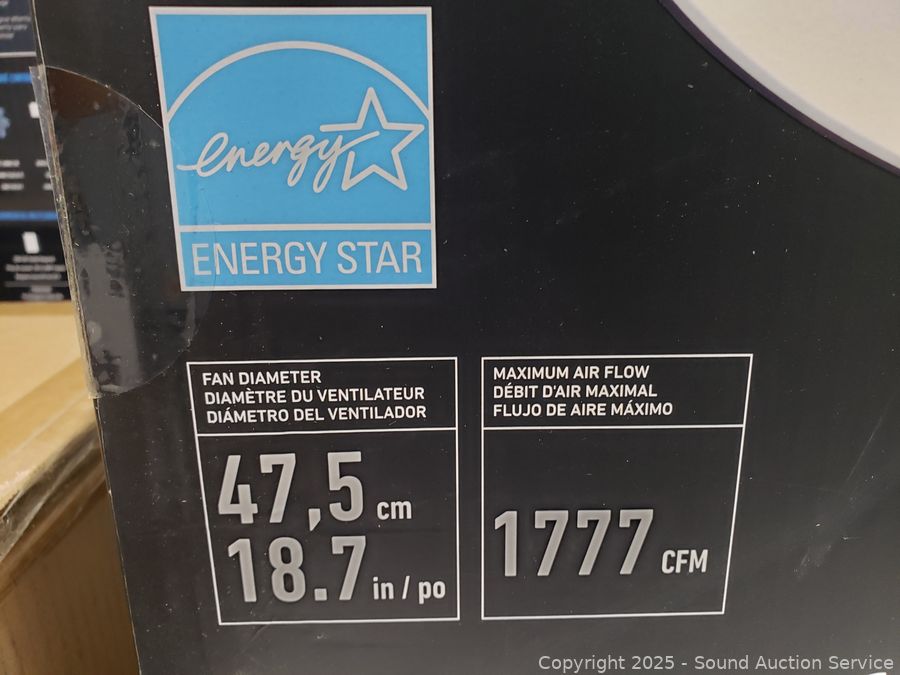 energy
ENERGY STAR
FAN DIAMETER
DIAMÈTRE DU VENTILATEUR
DIÁMETRO DEL VENTILADOR
47,5 cm
18.7 in / po
MAXIMUM AIR FLOW
DÉBIT D'AIR MAXIMAL
FLUJO DE AIRE MÁXIMO
1777 CFM
Copyright 2025 - Sound Auction Service